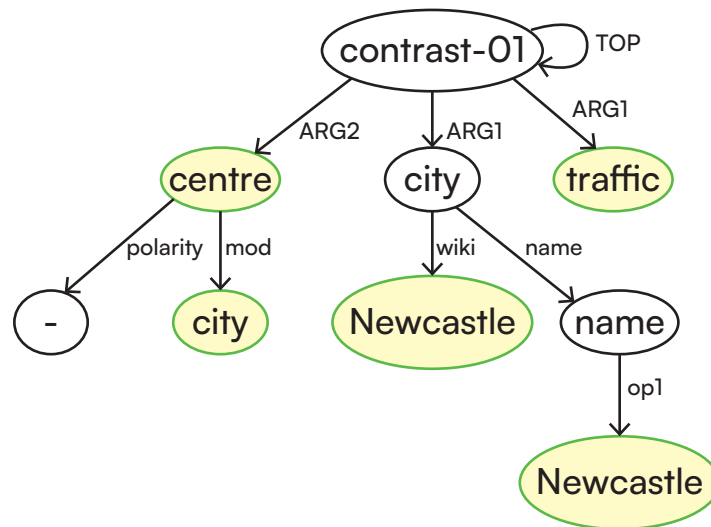 contrast-01
TOP
ARG2
ARG1
ARG1
centre
city
traffic
polarity
mod
wiki
name
-
city
Newcastle
name
op1
Newcastle